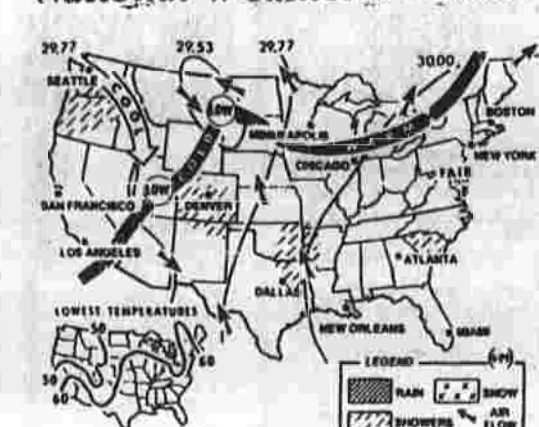 29.77
29.53
29.77
30.00
SEATTLE
COOL
LOW
MINNEAPOLIS
BOSTON
NEW YORK
CHICAGO
FAIR
LOW
DENVER
SAN FRANCISCO
LOS ANGELES
ATLANTA
DALLAS
LOWEST TEMPERATURES
NEW ORLEANS
MIAMI
50
60
50
60
LEGEND
RAIN
SNOW
SHOWERS
AIR
FLOW